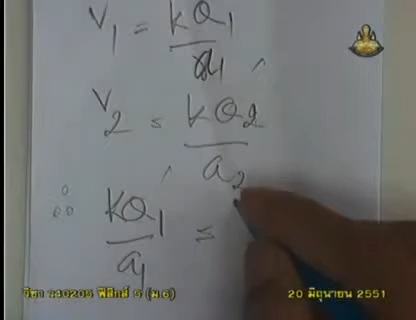 V₁ = kQ₁/a₁,
V₂ = kQ₂/a₂,
∴ kQ₁/a₁ =
วิชา ว40205 ฟิสิกส์ 5 (ม.6)
20 มิถุนายน 2551